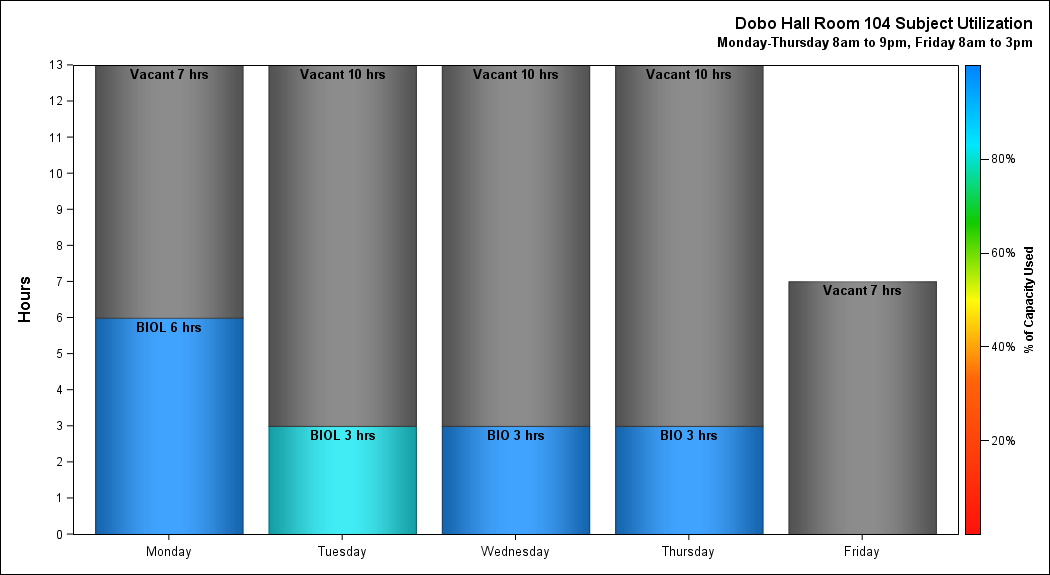 Dobo Hall Room 104 Subject Utilization
Monday-Thursday 8am to 9pm, Friday 8am to 3pm
13
12
11
10
9
8
7
6
5
4
3
2
1
0
Hours
Vacant 7 hrs
BIOL 6 hrs
Vacant 10 hrs
BIOL 3 hrs
Vacant 10 hrs
BIO 3 hrs
Vacant 10 hrs
BIO 3 hrs
Vacant 7 hrs
Monday
Tuesday
Wednesday
Thursday
Friday
80%
60%
40%
20%
% of Capacity Used